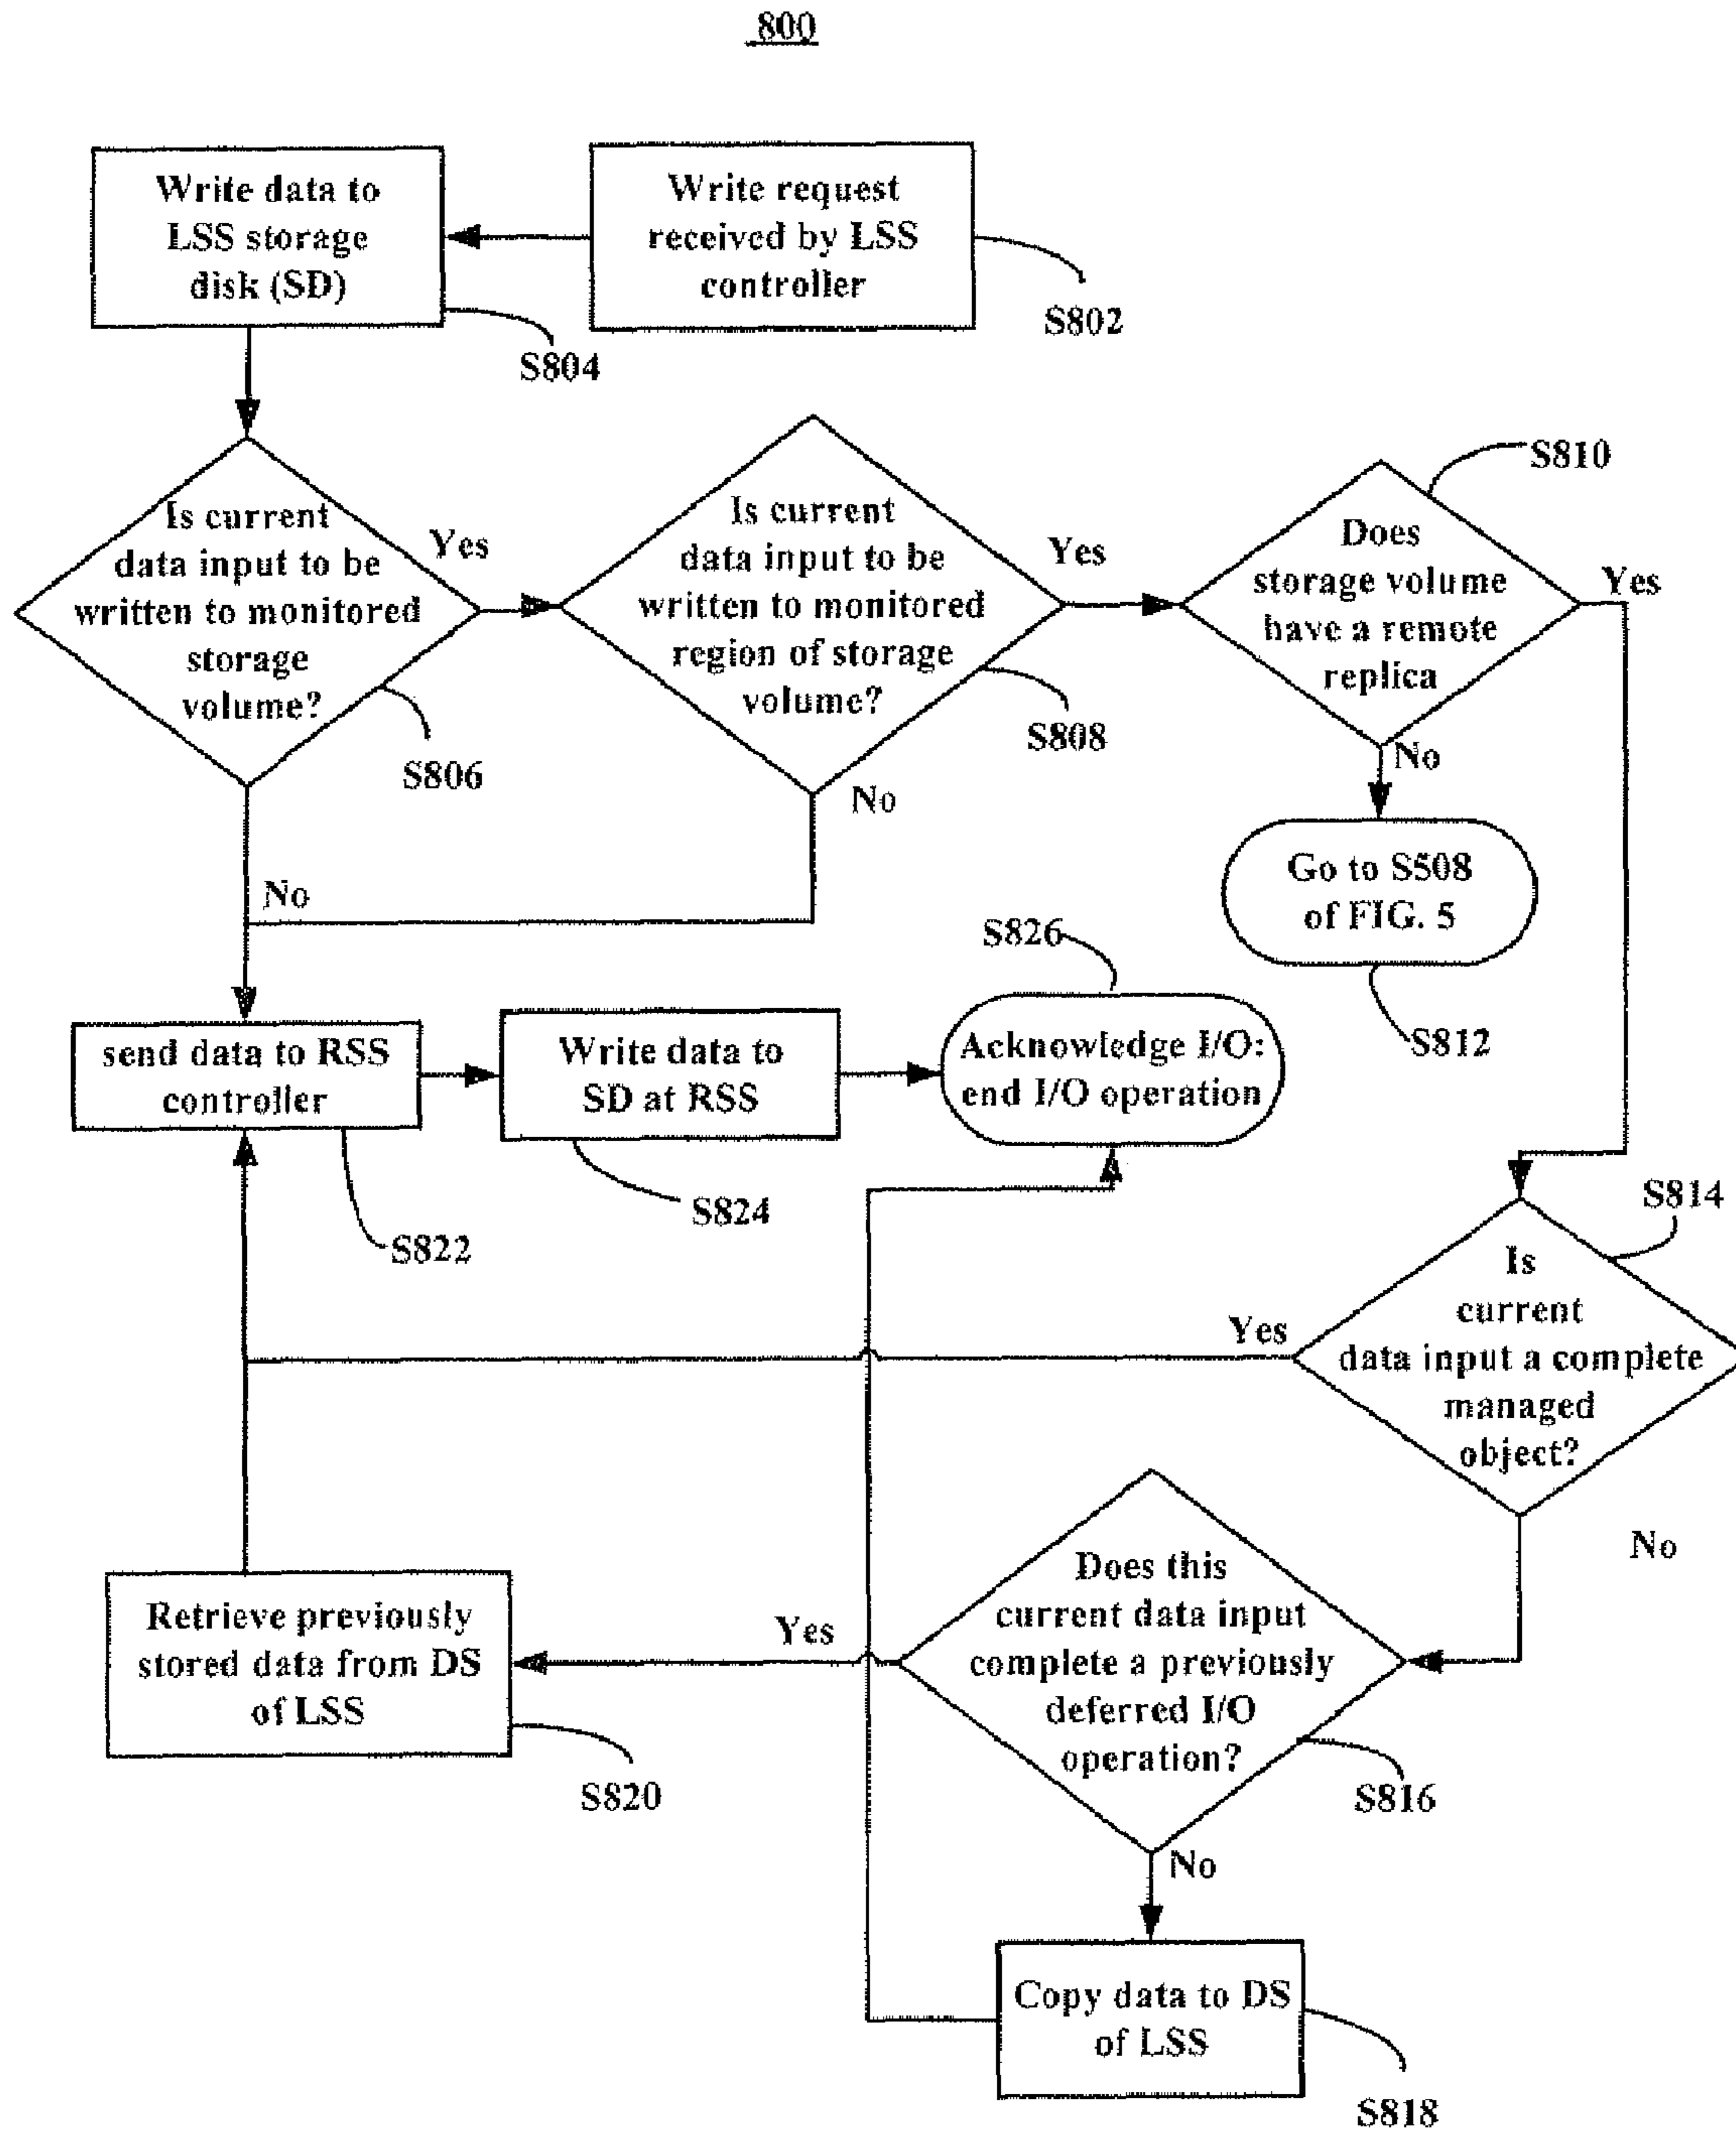 800
Write data to
LSS storage
disk (SD)
S804
Write request
received by LSS
controller
S802
Is current
data input to be
written to monitored
storage
volume?
Yes
S806
No
Is current
data input to be
written to monitored
region of storage
volume?
Yes
S808
No
S810
Does
storage volume
have a remote
replica
Yes
No
Go to S508
of FIG. 5
S812
send data to RSS
controller
S822
Write data to
SD at RSS
S824
S826
Acknowledge I/O:
end I/O operation
S814
Is
current
data input a complete
managed
object?
Yes
No
Does this
current data input
complete a previously
deferred I/O
operation?
Yes
S816
No
Retrieve previously
stored data from DS
of LSS
S820
Copy data to DS
of LSS
S818